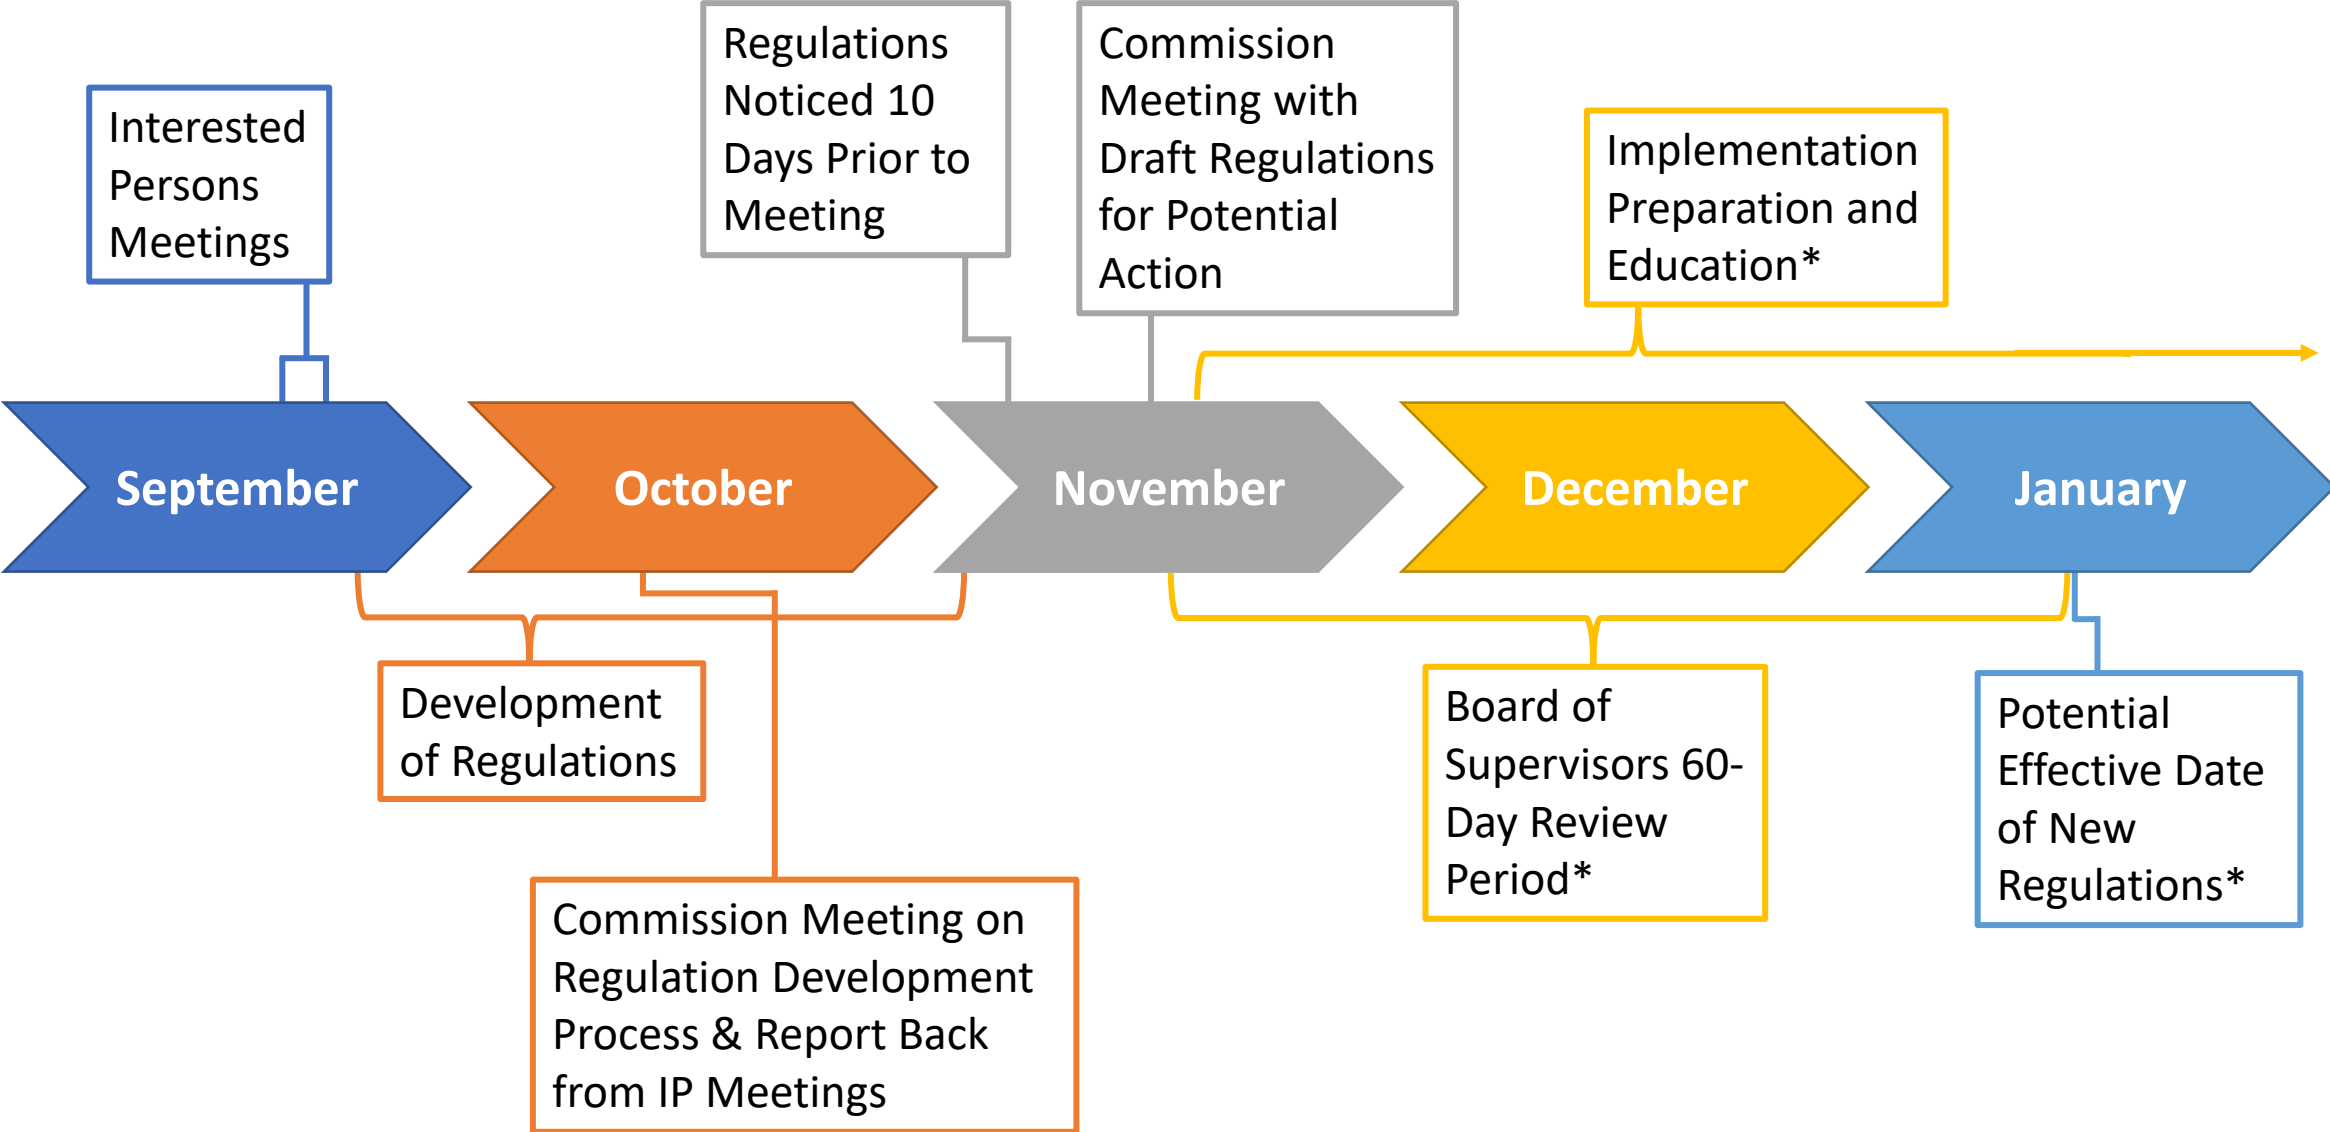 Interested
Persons
Meetings
Regulations
Noticed 10
Days Prior to
Meeting
Commission
Meeting with
Draft Regulations
for Potential
Action
Implementation
Preparation and
Education*
September
October
November
December
January
Development
of Regulations
Commission Meeting on
Regulation Development
Process & Report Back
from IP Meetings
Board of
Supervisors 60-
Day Review
Period*
Potential
Effective Date
of New
Regulations*